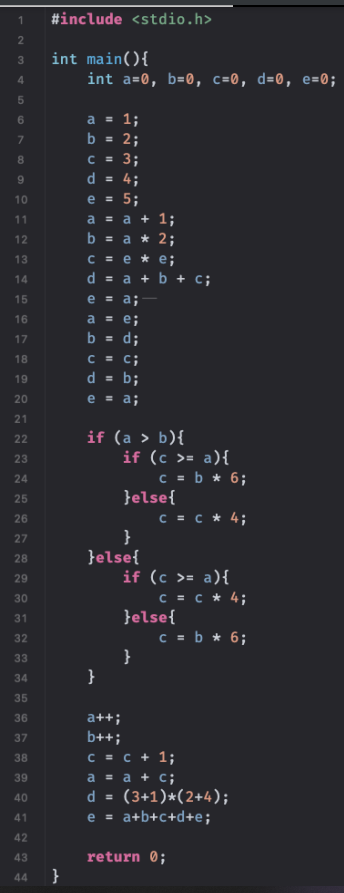 1 #include <stdio.h>
2
3 int main(){
4     int a=0, b=0, c=0, d=0, e=0;
5
6     a = 1;
7     b = 2;
8     c = 3;
9     d = 4;
10     e = 5;
11     a = a + 1;
12     b = a * 2;
13     c = e * e;
14     d = a + b + c;
15     e = a;
16     a = e;
17     b = d;
18     c = c;
19     d = b;
20     e = a;
21
22     if (a > b){
23         if (c >= a){
24             c = b * 6;
25         }else{
26             c = c * 4;
27         }
28     }else{
29         if (c >= a){
30             c = c * 4;
31         }else{
32             c = b * 6;
33         }
34     }
35
36     a++;
37     b++;
38     c = c + 1;
39     a = a + c;
40     d = (3+1)*(2+4);
41     e = a+b+c+d+e;
42
43     return 0;
44 }